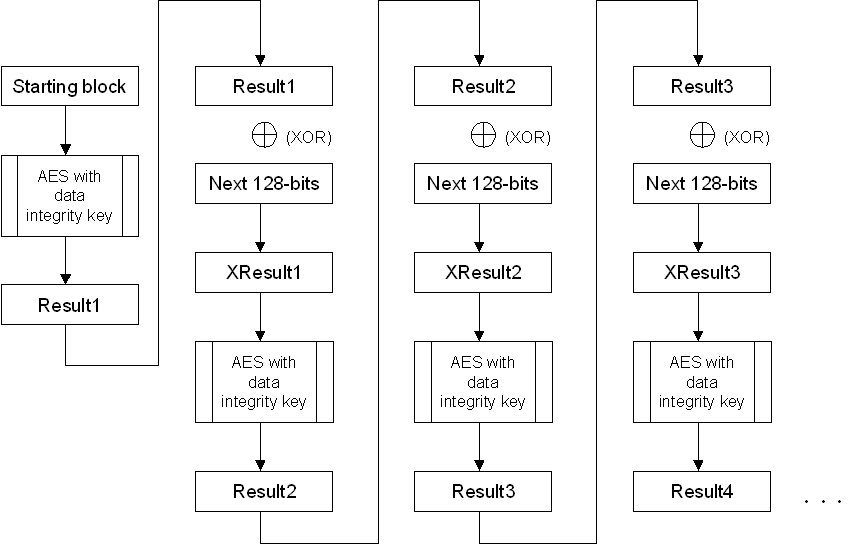 Starting block
AES with
data
integrity key
Result1
Result1
(XOR)
Next 128-bits
XResult1
AES with
data
integrity key
Result2
Result2
(XOR)
Next 128-bits
XResult2
AES with
data
integrity key
Result3
Result3
(XOR)
Next 128-bits
XResult3
AES with
data
integrity key
Result4
. . .